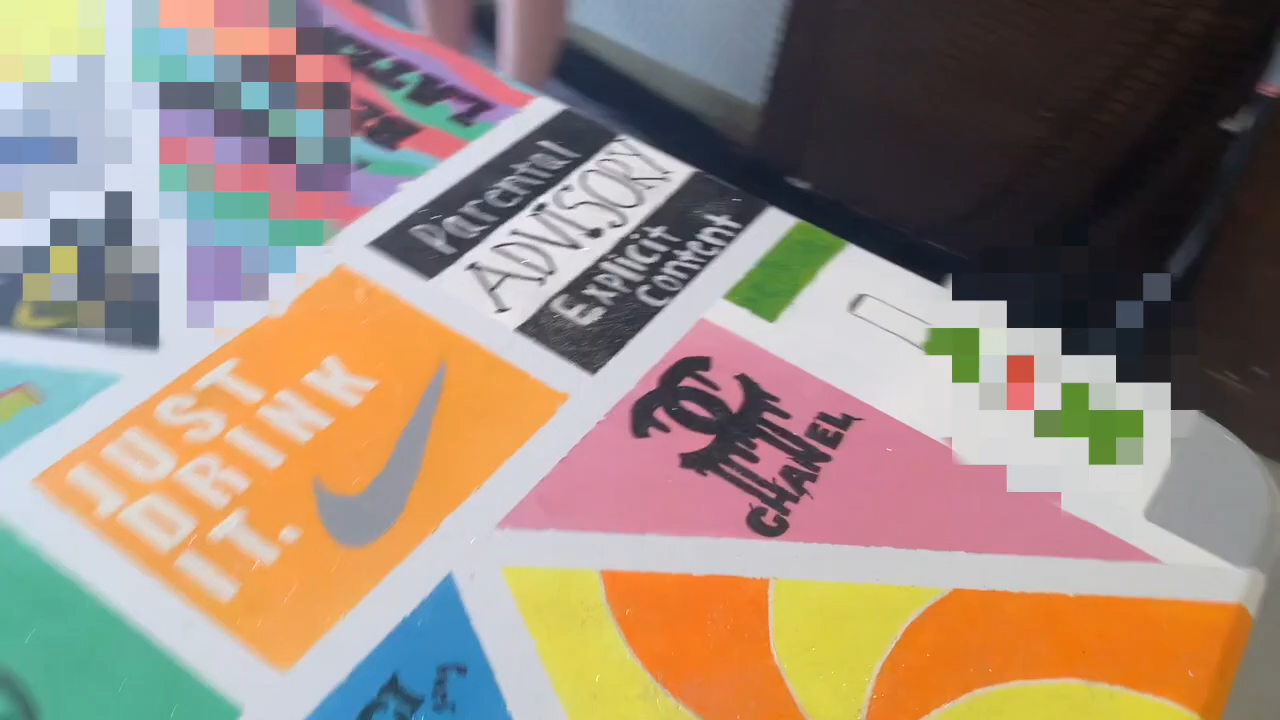 Parental
ADVISORY
Explicit
Content
JUST
DRINK
IT.
CHANEL